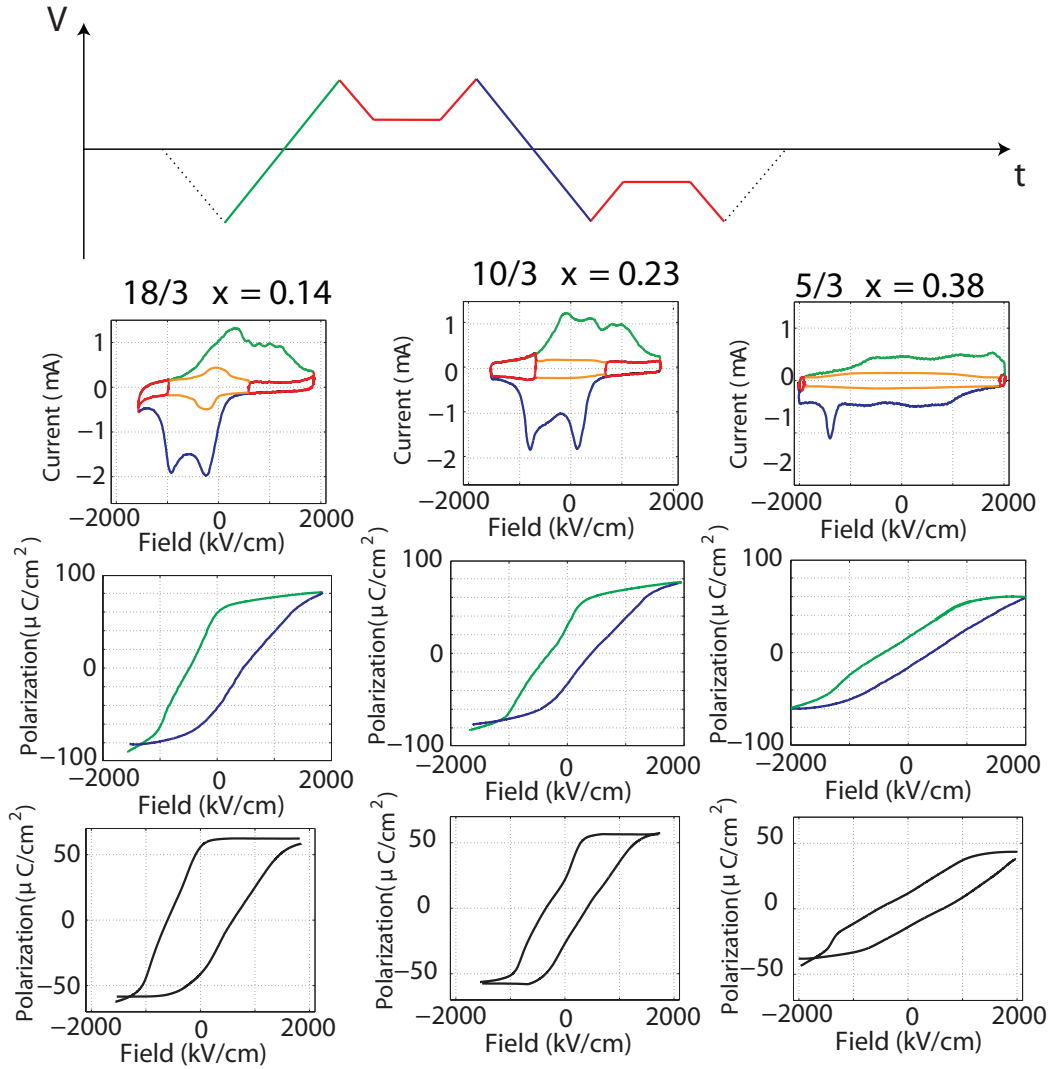 V
t
18/3 x = 0.14
10/3 x = 0.23
5/3 x = 0.38
Current (mA)
1
0
−1
−2
−2000 0 2000
Field (kV/cm)
Current (mA)
1
0
−1
−2
−2000 0 2000
Field (kV/cm)
Current (mA)
1
0
1
2
−2000 0 2000
Field (kV/cm)
Polarization(μ C/cm²)
100
0
−100
−2000 0 2000
Field (kV/cm)
Polarization(μ C/cm²)
100
0
−100
−2000 0 2000
Field (kV/cm)
Polarization(μ C/cm²)
100
0
−100
−2000 0 2000
Field (kV/cm)
Polarization(μ C/cm²)
50
0
−50
−2000 0 2000
Field (kV/cm)
Polarization(μ C/cm²)
50
0
−50
−2000 0 2000
Field (kV/cm)
Polarization(μ C/cm²)
50
0
−50
−2000 0 2000
Field (kV/cm)